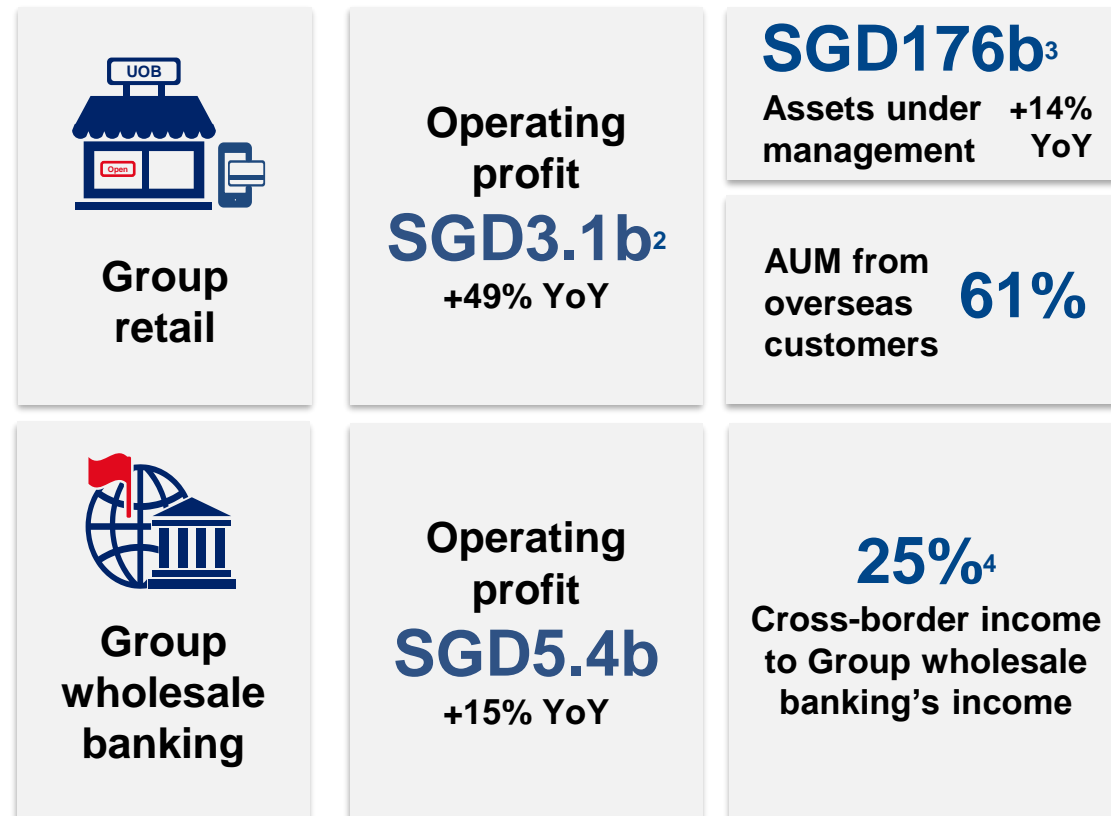 UOB
Open
Group
retail
Operating
profit
SGD3.1b2
+49% YoY
SGD176b3
Assets under +14%
management YoY
AUM from
overseas 61%
customers
Group
wholesale
banking
Operating
profit
SGD5.4b
+15% YoY
25%4
Cross-border income
to Group wholesale
banking’s income